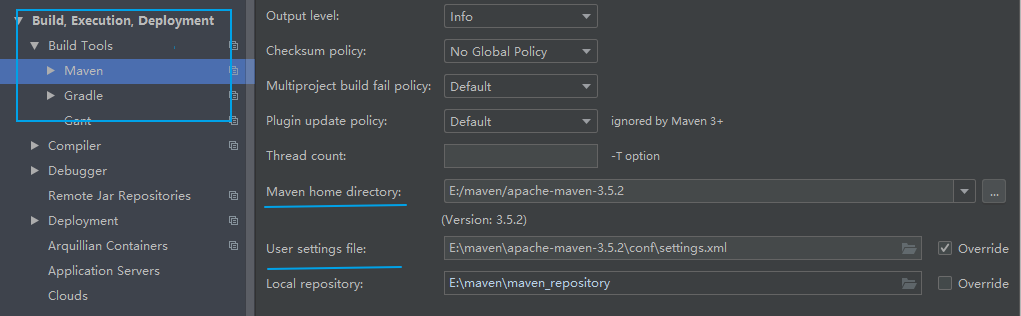 Build, Execution, Deployment
Build Tools
Maven
Gradle
Gant
Compiler
Debugger
Remote Jar Repositories
Deployment
Arquillian Containers
Application Servers
Clouds
Output level: Info
Checksum policy: No Global Policy
Multiproject build fail policy: Default
Plugin update policy: Default ignored by Maven 3+
Thread count: -T option
Maven home directory: E:/maven/apache-maven-3.5.2 ...
(Version: 3.5.2)
User settings file: E:\maven\apache-maven-3.5.2\conf\settings.xml Override
Local repository: E:\maven\maven_repository Override